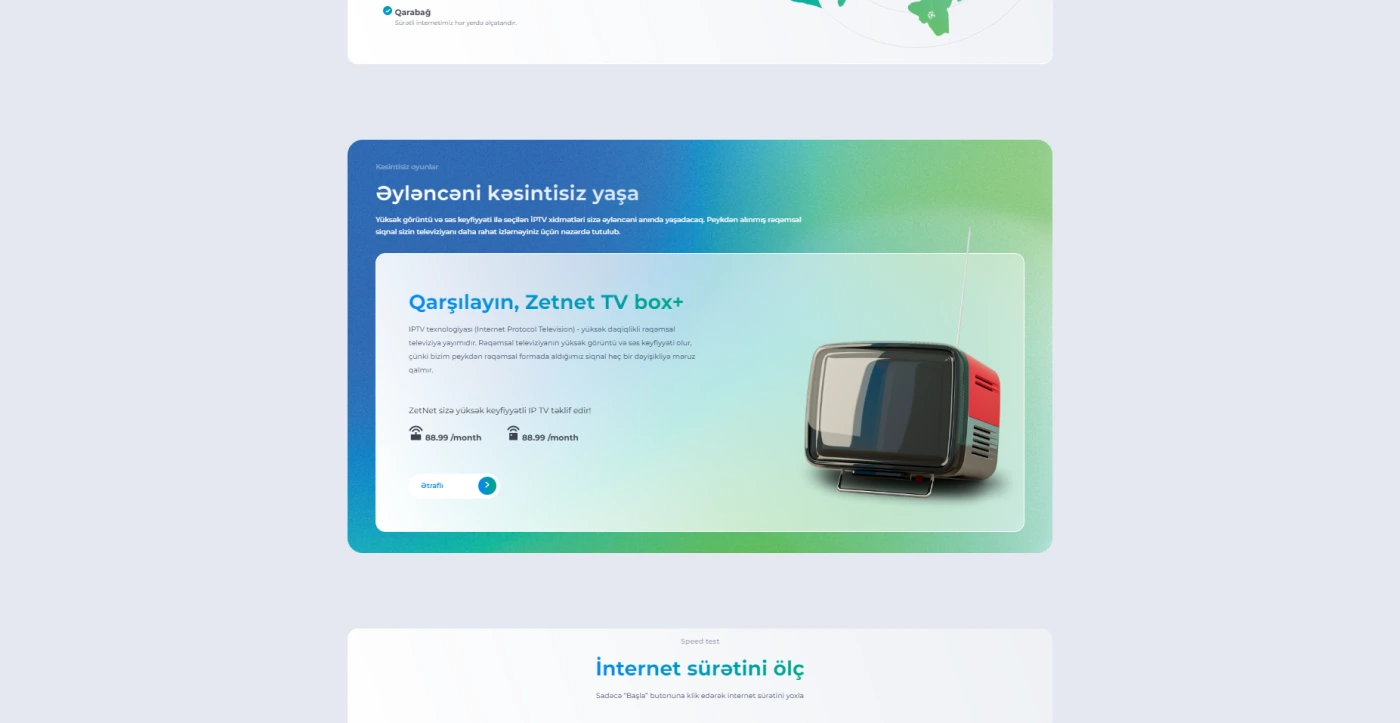 Qarabağ
Sürətli internetimiz hər yerdə əlçatandır.
Kəsintisiz oyunlar
Əyləncəni kəsintisiz yaşa
Yüksək görüntü və səs keyfiyyəti ilə seçilən İPTV xidmətləri sizə əyləncəni anında yaşadacaq. Peykdən alınmış rəqəmsal
siqnal sizin televiziyanı daha rahat izləməyiniz üçün nəzərdə tutulub.
Qarşılayın, Zetnet TV box+
IPTV texnologiyası (Internet Protocol Television) - yüksək dəqiqlikli rəqəmsal
televiziya yayımıdır. Rəqəmsal televiziyanın yüksək görüntü və səs keyfiyyəti olur,
çünki bizim peykdən rəqəmsal formada aldığımız siqnal heç bir dəyişikliyə məruz
qalmır.
ZetNet sizə yüksək keyfiyyətli IP TV təklif edir!
88.99 /month 88.99 /month
Ətraflı
Speed test
İnternet sürətini ölç
Sadəcə "Başla" butonuna klik edərək internet sürətini yoxla